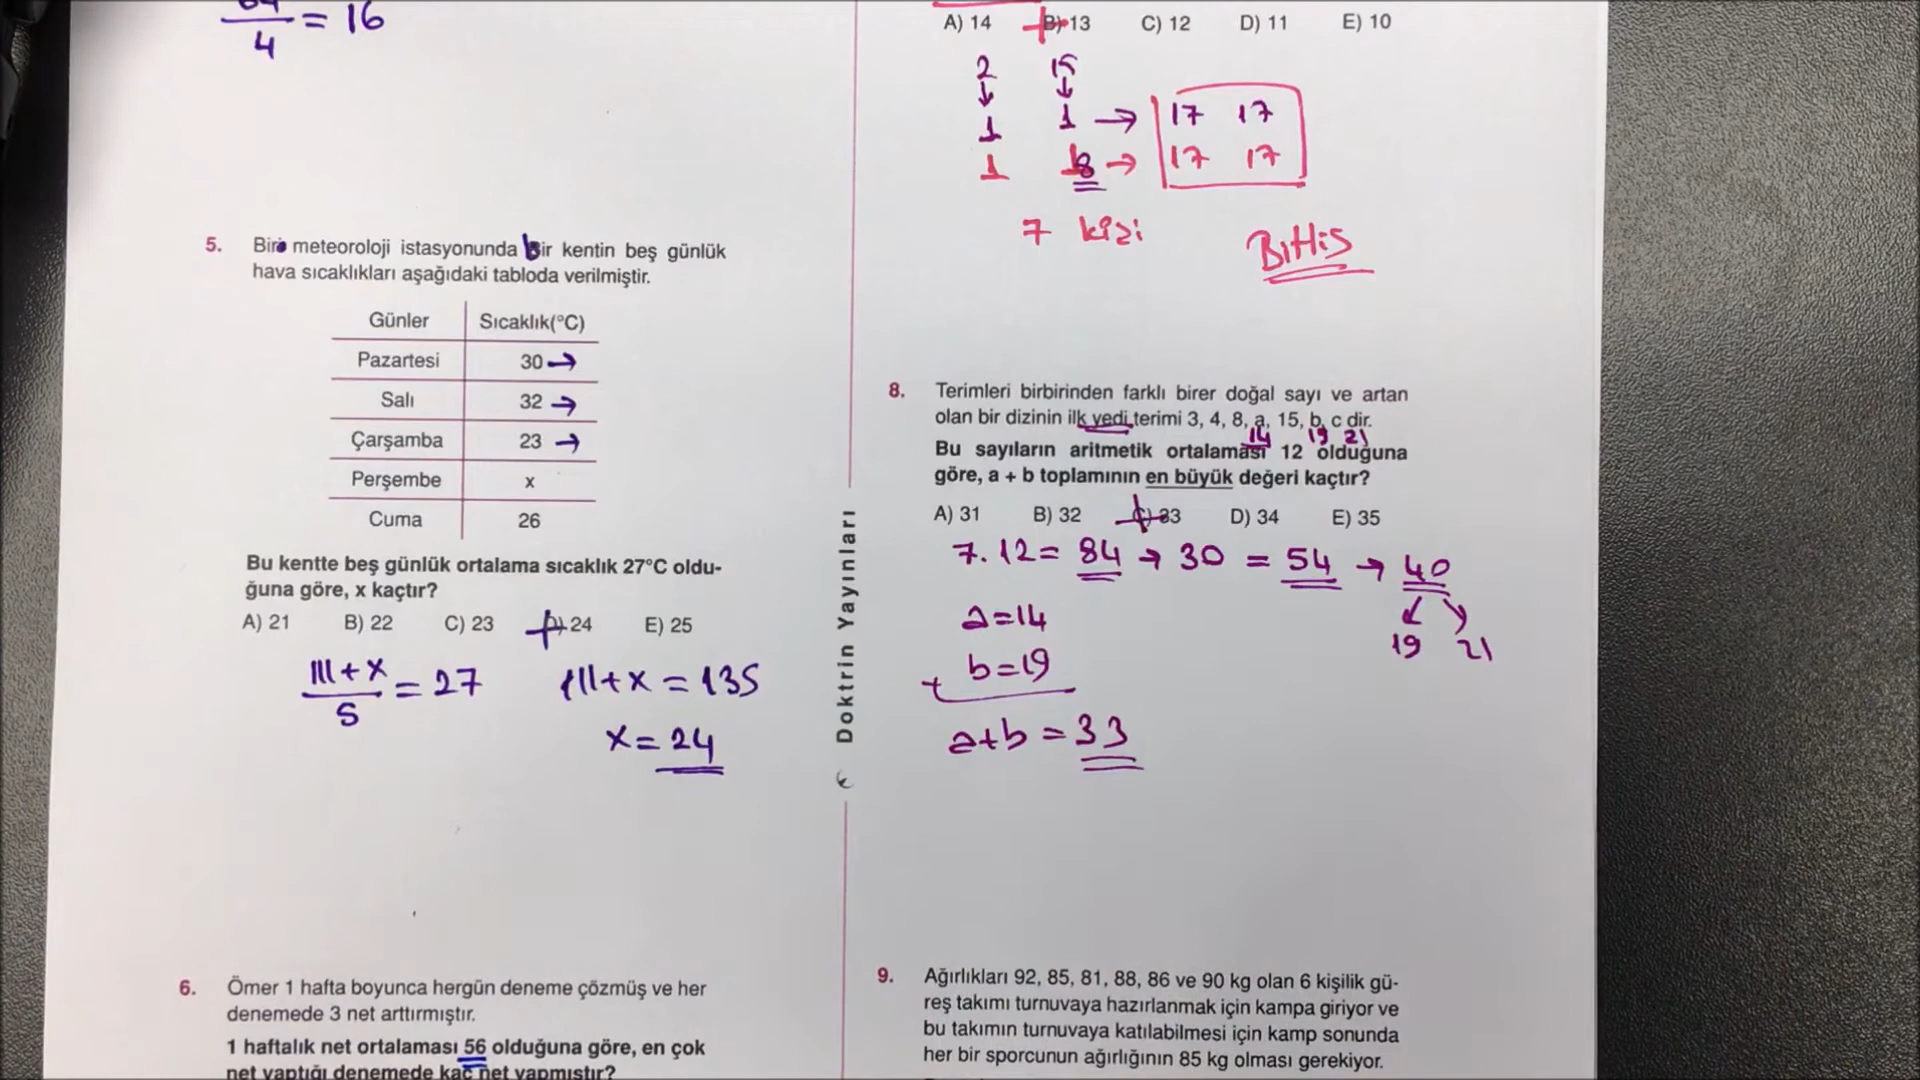 4 = 16
5. Bir meteoroloji istasyonunda bir kentin beş günlük
hava sıcaklıkları aşağıdaki tabloda verilmiştir.
Günler Sıcaklık(°C)
Pazartesi 30 →
Salı 32 →
Çarşamba 23 →
Perşembe x
Cuma 26
Bu kentte beş günlük ortalama sıcaklık 27°C oldu-
ğuna göre, x kaçtır?
A) 21 B) 22 C) 23 D) 24 E) 25
111+x / 5 = 27 111+x = 135
x = 24
6. Ömer 1 hafta boyunca hergün deneme çözmüş ve her
denemede 3 net arttırmıştır.
1 haftalık net ortalaması 56 olduğuna göre, en çok
net yaptığı denemede kaç net yapmıştır?
Doktrin Yayınları
A) 14 B) 13 C) 12 D) 11 E) 10
2 15
↓ ↓
1 1 → 17 17
1 → 17 17
7 kişi
Bittis
8. Terimleri birbirinden farklı birer doğal sayı ve artan
olan bir dizinin ilk yedi terimi 3, 4, 8, a, 15, b, c dir.
14 19 21
Bu sayıların aritmetik ortalaması 12 olduğuna
göre, a + b toplamının en büyük değeri kaçtır?
A) 31 B) 32 C) 33 D) 34 E) 35
7.12 = 84 → 30 = 54 → 40
19 21
a=14
b=19
+
a+b = 33
9. Ağırlıkları 92, 85, 81, 88, 86 ve 90 kg olan 6 kişilik gü-
reş takımı turnuvaya hazırlanmak için kampa giriyor ve
bu takımın turnuvaya katılabilmesi için kamp sonunda
her bir sporcunun ağırlığının 85 kg olması gerekiyor.